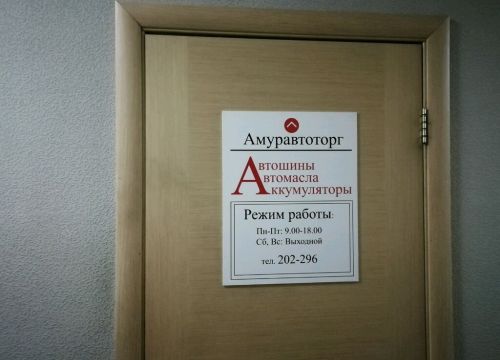 Амуравтоторг
Автошины
Автомасла
Аккумуляторы
Режим работы:
Пн-Пт: 9.00-18.00
Сб, Вс: Выходной
тел. 202-296